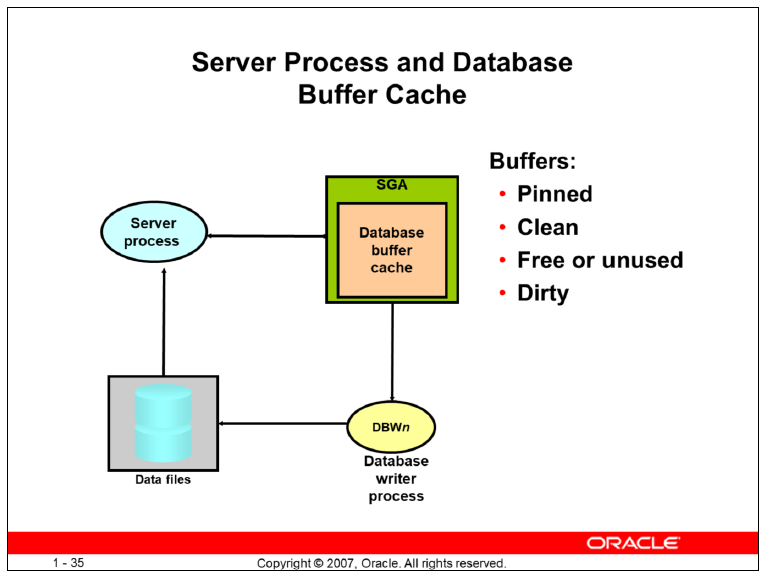 Server Process and Database
Buffer Cache
Buffers:
• Pinned
• Clean
• Free or unused
• Dirty
SGA
Database
buffer
cache
Server
process
DBWn
Database
writer
process
Data files
ORACLE
1 - 35
Copyright © 2007, Oracle. All rights reserved.